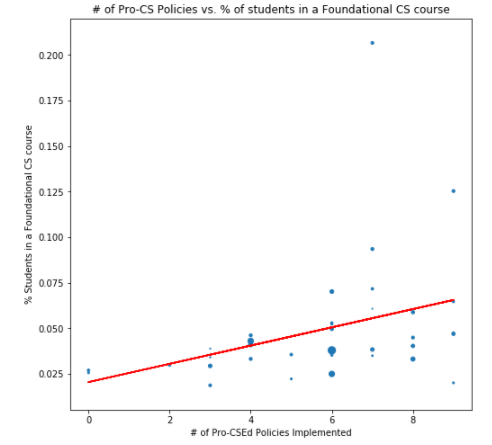 # of Pro-CS Policies vs. % of students in a Foundational CS course
0.200
0.175
0.150
0.125
0.100
0.075
0.050
0.025
% Students in a Foundational CS course
0 2 4 6 8
# of Pro-CSEd Policies Implemented